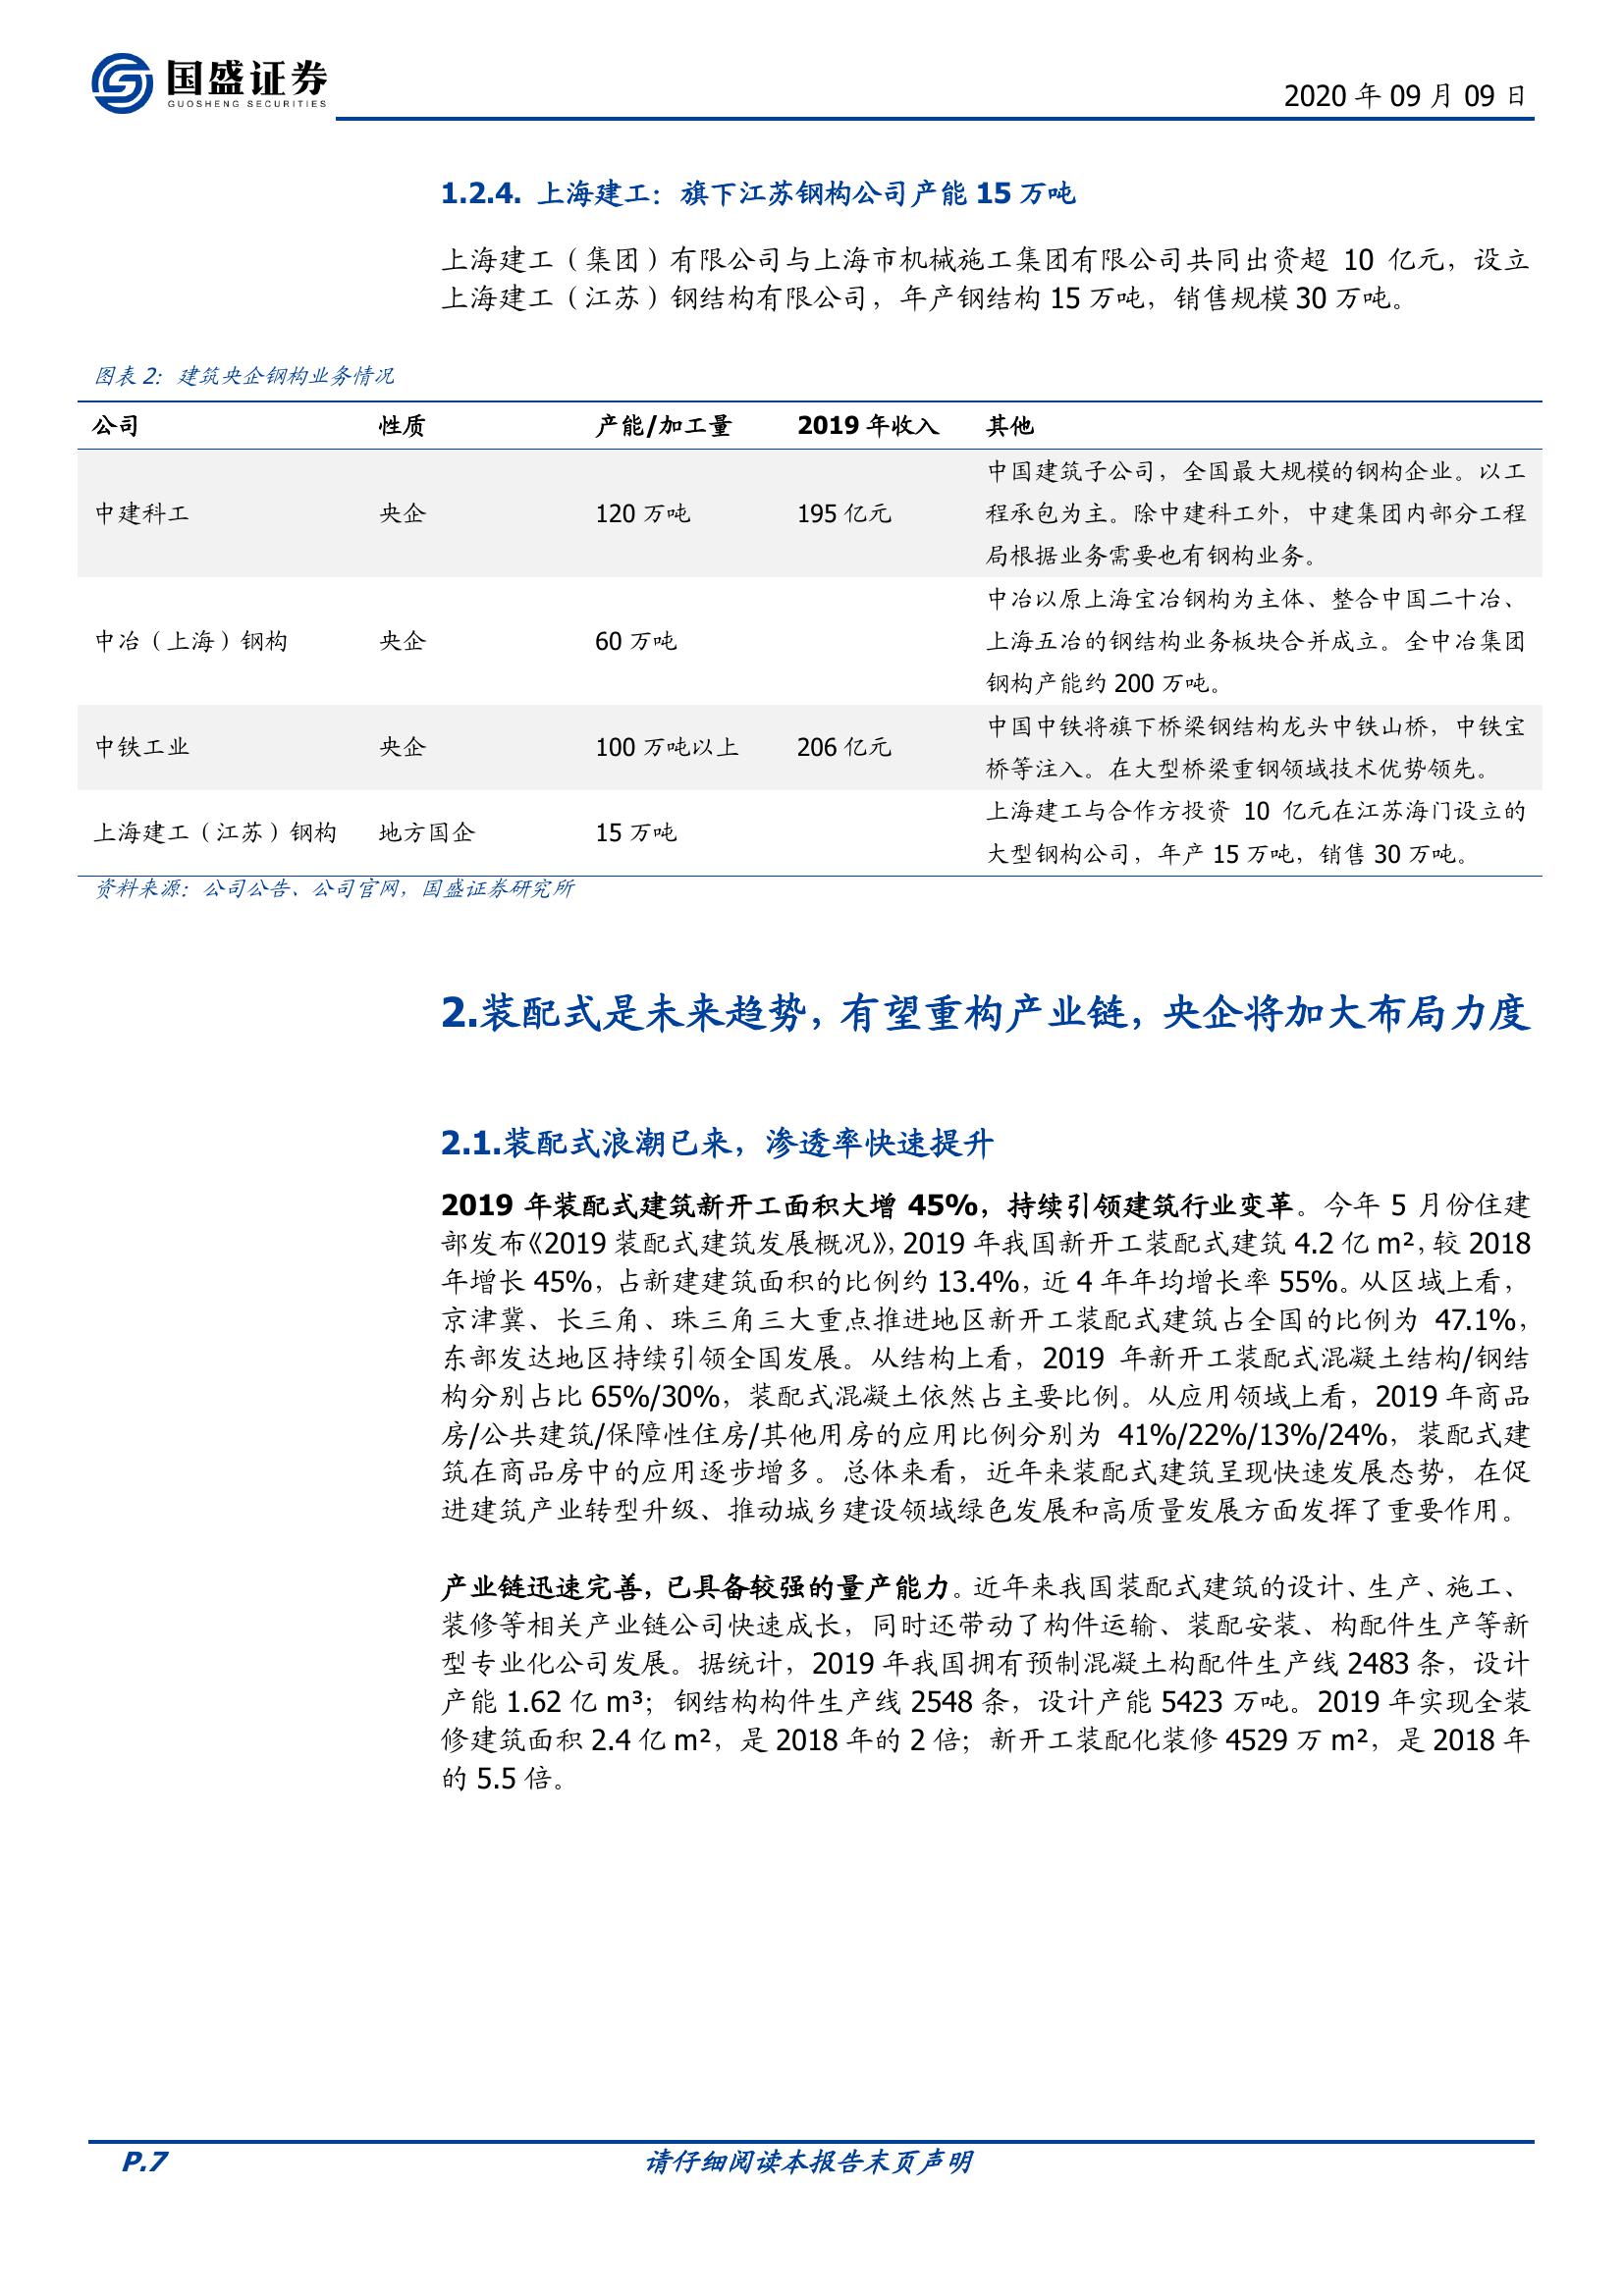 国盛证券
GUOSHENG SECURITIES
2020 年 09 月 09 日
1.2.4. 上海建工：旗下江苏钢构公司产能 15 万吨
上海建工（集团）有限公司与上海市机械施工集团有限公司共同出资超 10 亿元，设立
上海建工（江苏）钢结构有限公司，年产钢结构 15 万吨，销售规模 30 万吨。
图表 2：建筑央企钢构业务情况
公司 性质 产能/加工量 2019 年收入 其他
中建科工 央企 120 万吨 195 亿元 中国建筑子公司，全国最大规模的钢构企业。以工
程承包为主。除中建科工外，中建集团内部分工程
局根据业务需要也有钢构业务。
中冶（上海）钢构 央企 60 万吨 中冶以原上海宝冶钢构为主体、整合中国二十冶、
上海五冶的钢结构业务板块合并成立。全中冶集团
钢构产能约 200 万吨。
中铁工业 央企 100 万吨以上 206 亿元 中国中铁将旗下桥梁钢结构龙头中铁山桥，中铁宝
桥等注入。在大型桥梁重钢领域技术优势领先。
上海建工（江苏）钢构 地方国企 15 万吨 上海建工与合作方投资 10 亿元在江苏海门设立的
大型钢构公司，年产 15 万吨，销售 30 万吨。
资料来源：公司公告、公司官网，国盛证券研究所
2.装配式是未来趋势，有望重构产业链，央企将加大布局力度
2.1.装配式浪潮已来，渗透率快速提升
2019 年装配式建筑新开工面积大增 45%，持续引领建筑行业变革。今年 5 月份住建
部发布《2019 装配式建筑发展概况》，2019 年我国新开工装配式建筑 4.2 亿 m²，较 2018
年增长 45%，占新建建筑面积的比例约 13.4%，近 4 年年均增长率 55%。从区域上看，
京津冀、长三角、珠三角三大重点推进地区新开工装配式建筑占全国的比例为 47.1%，
东部发达地区持续引领全国发展。从结构上看，2019 年新开工装配式混凝土结构/钢结
构分别占比 65%/30%，装配式混凝土依然占主要比例。从应用领域上看，2019 年商品
房/公共建筑/保障性住房/其他用房的应用比例分别为 41%/22%/13%/24%，装配式建
筑在商品房中的应用逐步增多。总体来看，近年来装配式建筑呈现快速发展态势，在促
进建筑产业转型升级、推动城乡建设领域绿色发展和高质量发展方面发挥了重要作用。
产业链迅速完善，已具备较强的量产能力。近年来我国装配式建筑的设计、生产、施工、
装修等相关产业链公司快速成长，同时还带动了构件运输、装配安装、构配件生产等新
型专业化公司发展。据统计，2019 年我国拥有预制混凝土构配件生产线 2483 条，设计
产能 1.62 亿 m³；钢结构构件生产线 2548 条，设计产能 5423 万吨。2019 年实现全装
修建筑面积 2.4 亿 m²，是 2018 年的 2 倍；新开工装配化装修 4529 万 m²，是 2018 年
的 5.5 倍。
P.7 请仔细阅读本报告末页声明